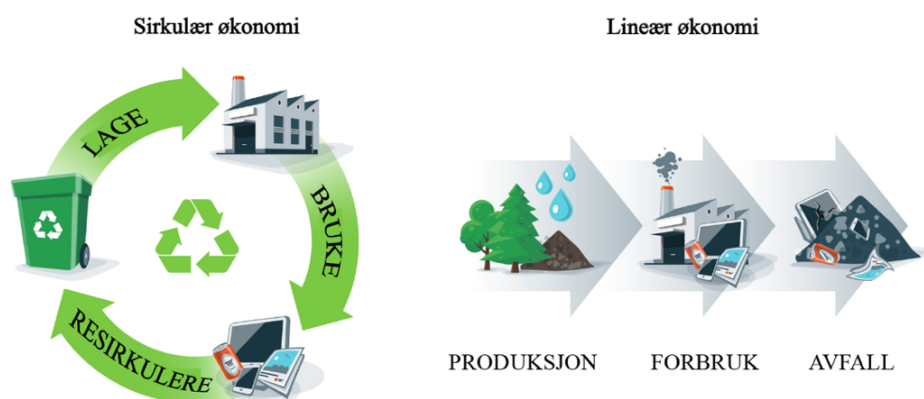 Sirkulær økonomi
LAGE
BRUKE
RESIRKULERE
Lineær økonomi
PRODUKSJON
FORBRUK
AVFALL